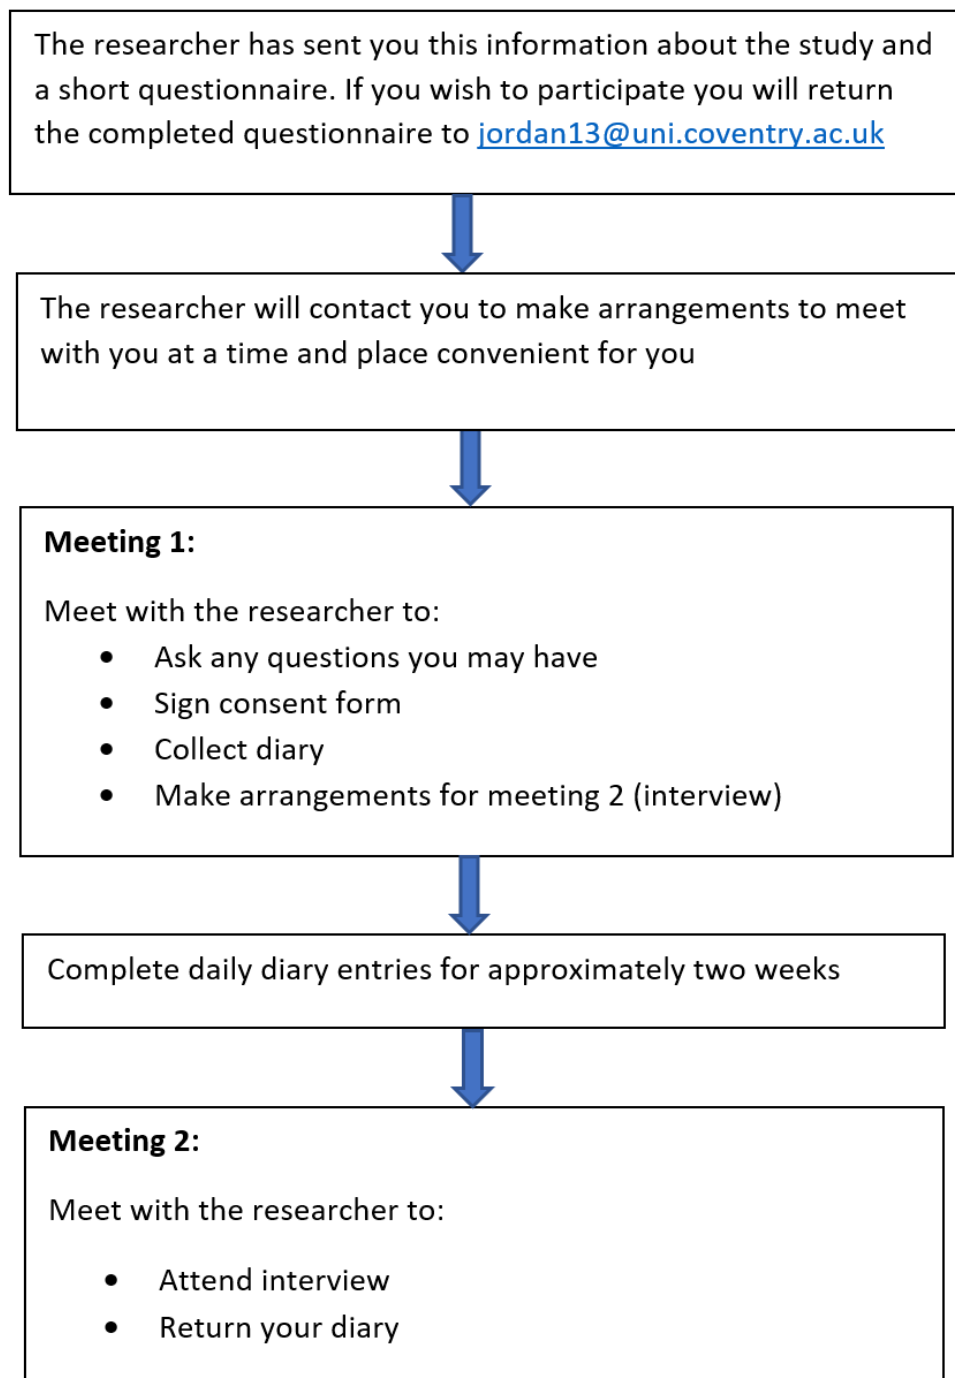 The researcher has sent you this information about the study and
a short questionnaire. If you wish to participate you will return
the completed questionnaire to jordan13@uni.coventry.ac.uk
The researcher will contact you to make arrangements to meet
with you at a time and place convenient for you
Meeting 1:
Meet with the researcher to:
• Ask any questions you may have
• Sign consent form
• Collect diary
• Make arrangements for meeting 2 (interview)
Complete daily diary entries for approximately two weeks
Meeting 2:
Meet with the researcher to:
• Attend interview
• Return your diary